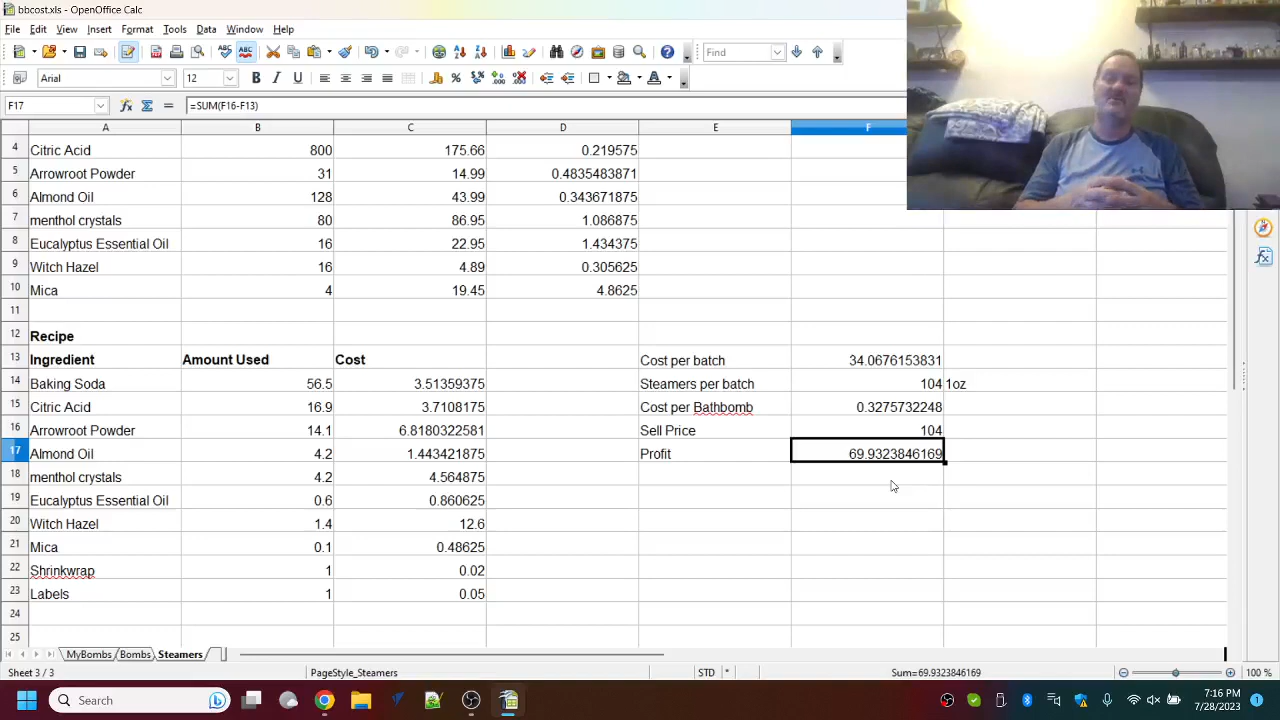 bbcost.xls - OpenOffice Calc
File Edit View Insert Format Tools Data Window Help
Find
Arial 12
F17 =SUM(F16-F13)
A B C D E F
4 Citric Acid 800 175.66 0.219575
5 Arrowroot Powder 31 14.99 0.4835483871
6 Almond Oil 128 43.99 0.343671875
7 menthol crystals 80 86.95 1.086875
8 Eucalyptus Essential Oil 16 22.95 1.434375
9 Witch Hazel 16 4.89 0.305625
10 Mica 4 19.45 4.8625
11
12 Recipe
13 Ingredient Amount Used Cost Cost per batch 34.0676153831
14 Baking Soda 56.5 3.51359375 Steamers per batch 104 1oz
15 Citric Acid 16.9 3.7108175 Cost per Bathbomb 0.3275732248
16 Arrowroot Powder 14.1 6.8180322581 Sell Price 104
17 Almond Oil 4.2 1.443421875 Profit 69.9323846169
18 menthol crystals 4.2 4.564875
19 Eucalyptus Essential Oil 0.6 0.860625
20 Witch Hazel 1.4 12.6
21 Mica 0.1 0.48625
22 Shrinkwrap 1 0.02
23 Labels 1 0.05
24
25
MyBombs Bombs Steamers
Sheet 3 / 3 PageStyle_Steamers STD * Sum=69.9323846169 100 %
Search 7:16 PM
7/28/2023